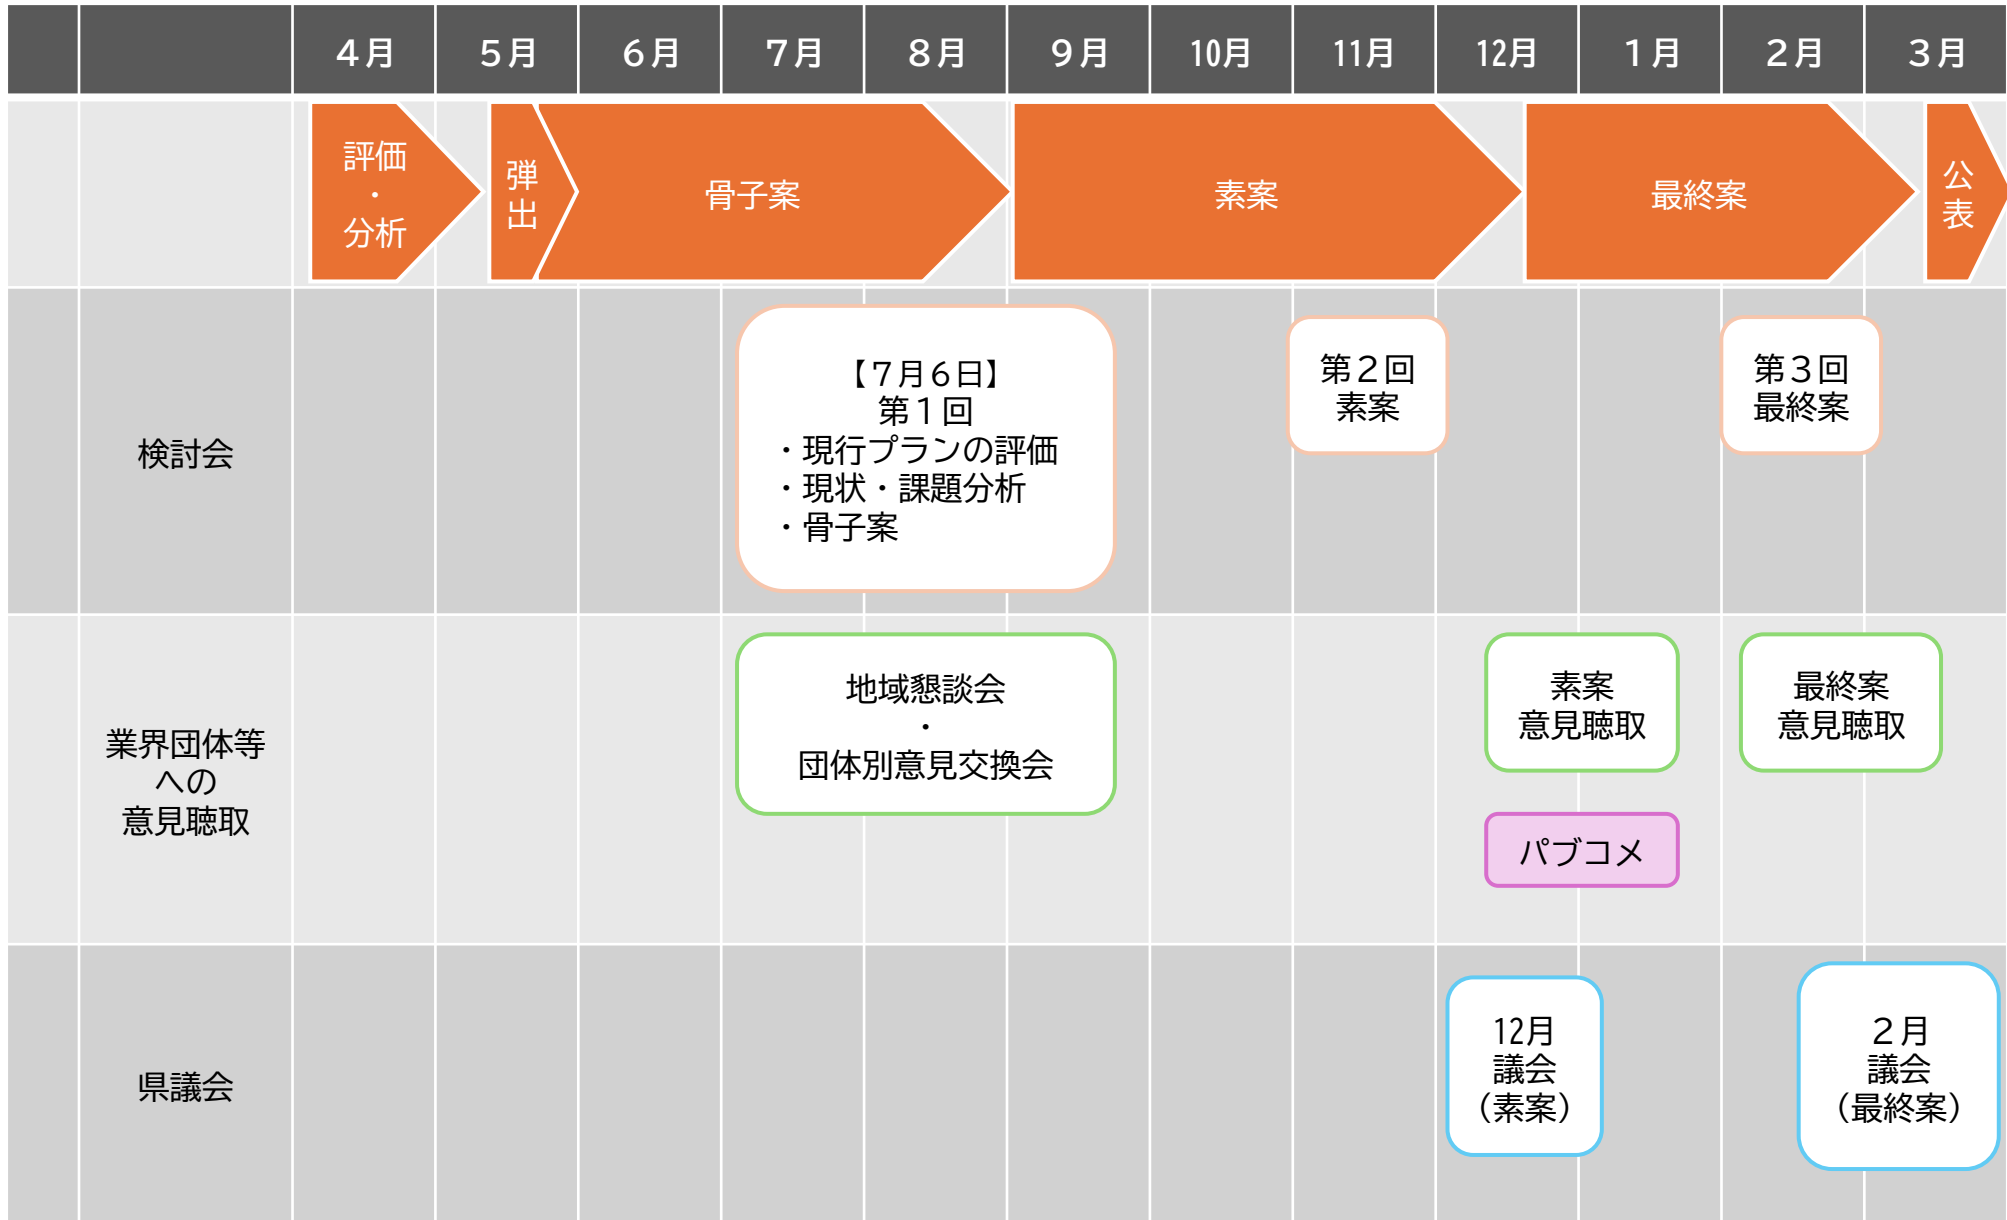 ４月 ５月 ６月 ７月 ８月 ９月 10月 11月 12月 １月 ２月 ３月
評価
・
分析
弾
出
骨子案
素案
最終案
公
表
検討会
【７月６日】
第１回
・現行プランの評価
・現状・課題分析
・骨子案
第２回
素案
第３回
最終案
業界団体等
への
意見聴取
地域懇談会
・
団体別意見交換会
素案
意見聴取
最終案
意見聴取
パブコメ
県議会
12月
議会
（素案）
２月
議会
（最終案）